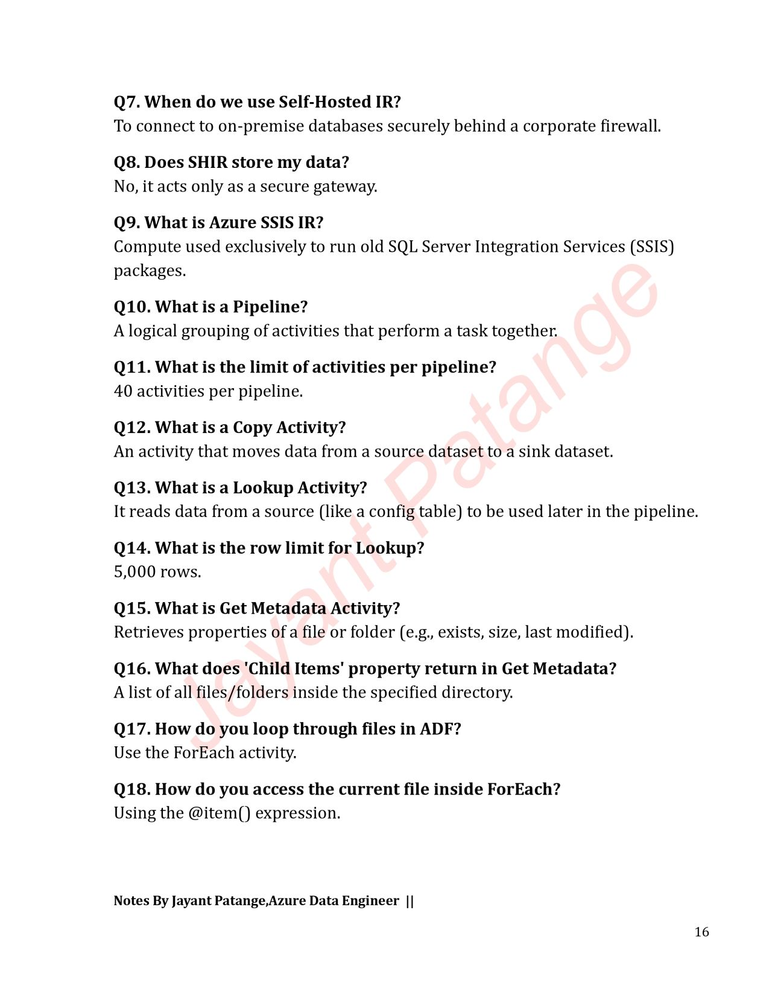 Q7. When do we use Self-Hosted IR?
To connect to on-premise databases securely behind a corporate firewall.
Q8. Does SHIR store my data?
No, it acts only as a secure gateway.
Q9. What is Azure SSIS IR?
Compute used exclusively to run old SQL Server Integration Services (SSIS)
packages.
Q10. What is a Pipeline?
A logical grouping of activities that perform a task together.
Q11. What is the limit of activities per pipeline?
40 activities per pipeline.
Q12. What is a Copy Activity?
An activity that moves data from a source dataset to a sink dataset.
Q13. What is a Lookup Activity?
It reads data from a source (like a config table) to be used later in the pipeline.
Q14. What is the row limit for Lookup?
5,000 rows.
Q15. What is Get Metadata Activity?
Retrieves properties of a file or folder (e.g., exists, size, last modified).
Q16. What does 'Child Items' property return in Get Metadata?
A list of all files/folders inside the specified directory.
Q17. How do you loop through files in ADF?
Use the ForEach activity.
Q18. How do you access the current file inside ForEach?
Using the @item() expression.
Jayant Patange
Notes By Jayant Patange,Azure Data Engineer ||
16